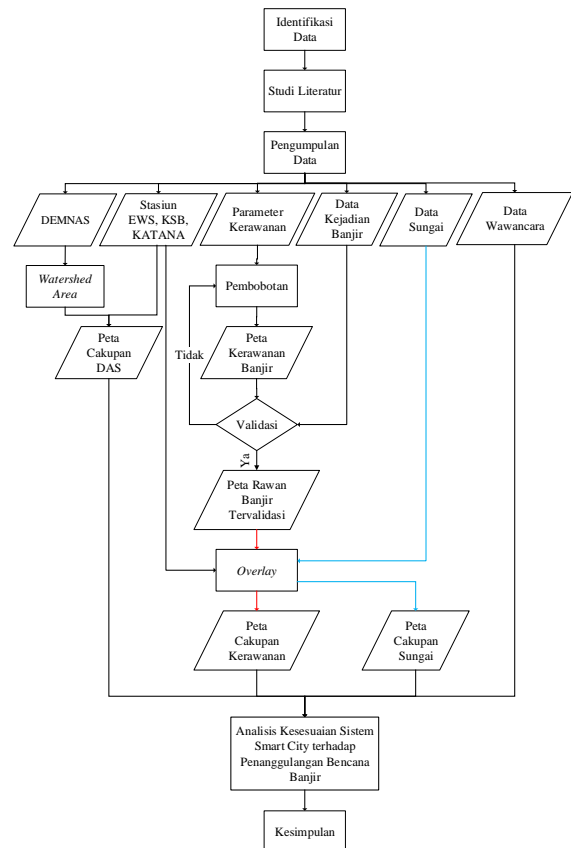 Identifikasi
Data
Studi Literatur
Pengumpulan
Data
DEMNAS
Stasiun
EWS, KSB,
KATANA
Parameter
Kerawanan
Data
Kejadian
Banjir
Data
Sungai
Data
Wawancara
Watershed
Area
Pembobotan
Peta
Cakupan
DAS
Tidak
Peta
Kerawanan
Banjir
Validasi
Ya
Peta Rawan
Banjir
Tervalidasi
Overlay
Peta
Cakupan
Kerawanan
Peta
Cakupan
Sungai
Analisis Kesesuaian Sistem
Smart City terhadap
Penanggulangan Bencana
Banjir
Kesimpulan